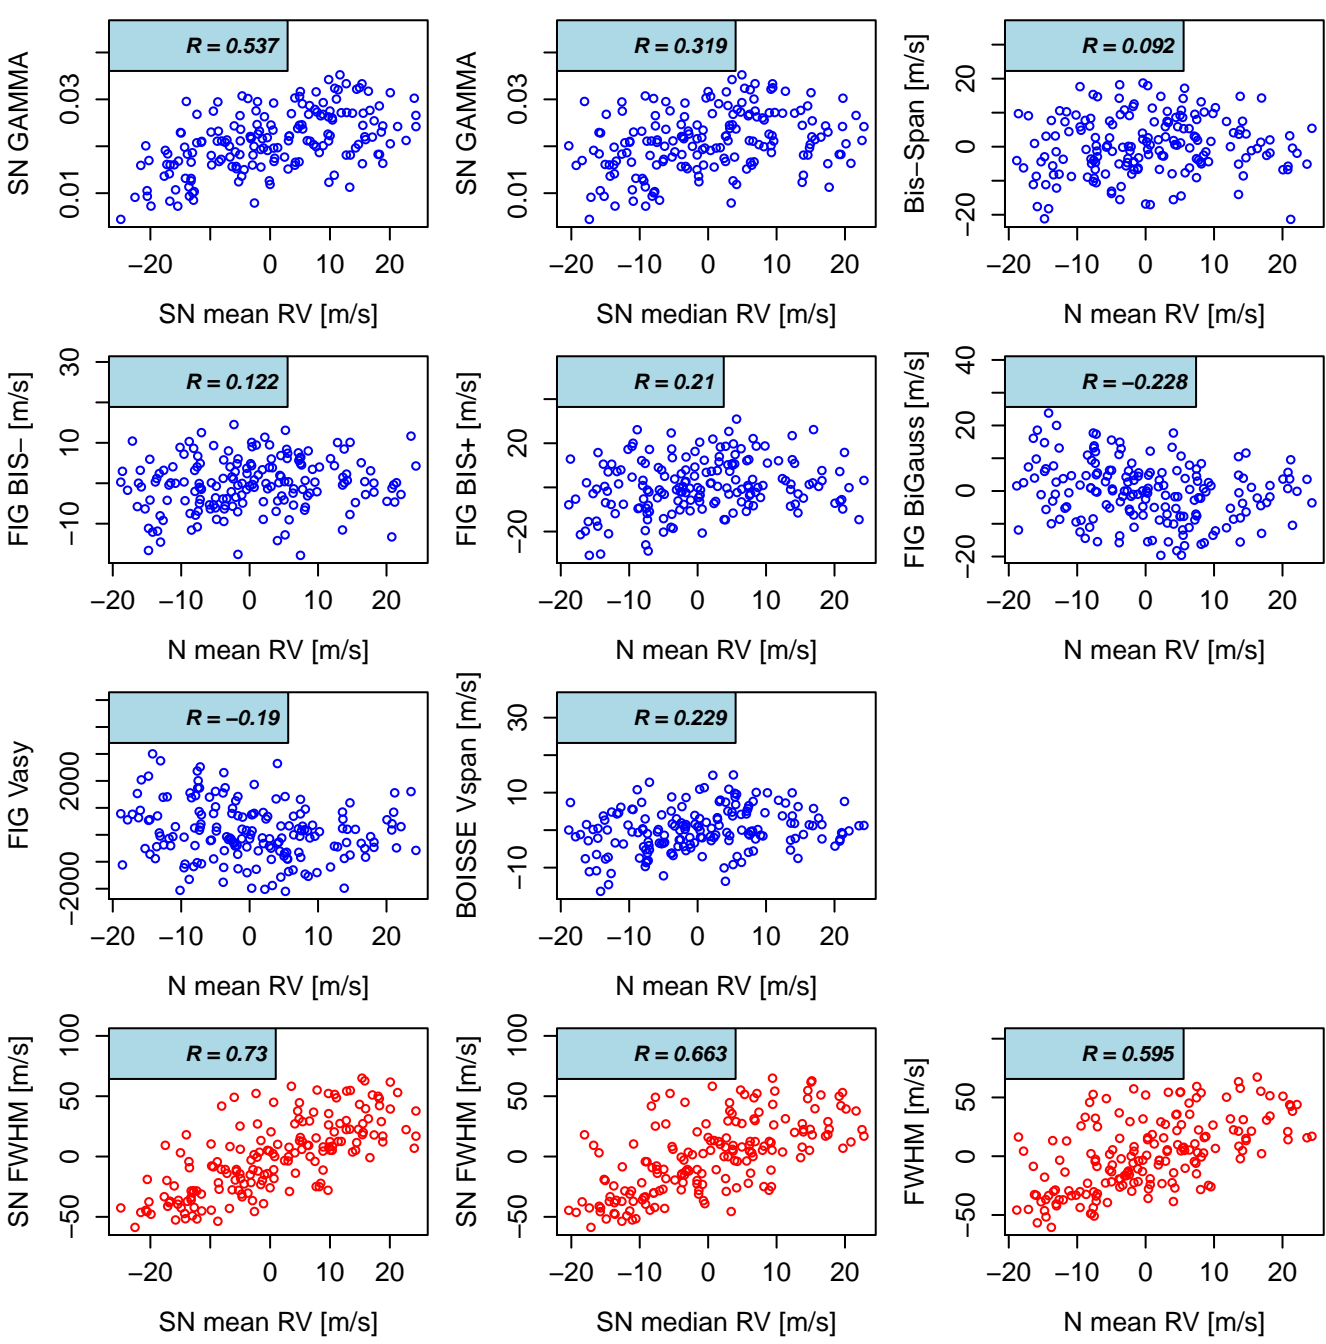 R = 0.537
SN GAMMA
0.03
0.01
−20 0 10 20
SN mean RV [m/s]
R = 0.319
SN GAMMA
0.03
0.01
−20 −10 0 10 20
SN median RV [m/s]
R = 0.092
Bis−Span [m/s]
20
0
−20
−20 −10 0 10 20
N mean RV [m/s]
R = 0.122
FIG BIS− [m/s]
30
10
−10
−20 −10 0 10 20
N mean RV [m/s]
R = 0.21
FIG BIS+ [m/s]
20
−20
−20 −10 0 10 20
N mean RV [m/s]
R = −0.228
FIG BiGauss [m/s]
40
20
0
−20
−20 −10 0 10 20
N mean RV [m/s]
R = −0.19
FIG Vasy
2000
−2000
−20 −10 0 10 20
N mean RV [m/s]
R = 0.229
BOISSE Vspan [m/s]
30
10
−10
−20 −10 0 10 20
N mean RV [m/s]
R = 0.73
SN FWHM [m/s]
100
50
0
−50
−20 0 10 20
SN mean RV [m/s]
R = 0.663
SN FWHM [m/s]
100
50
0
−50
−20 −10 0 10 20
SN median RV [m/s]
R = 0.595
FWHM [m/s]
50
0
−50
−20 −10 0 10 20
N mean RV [m/s]